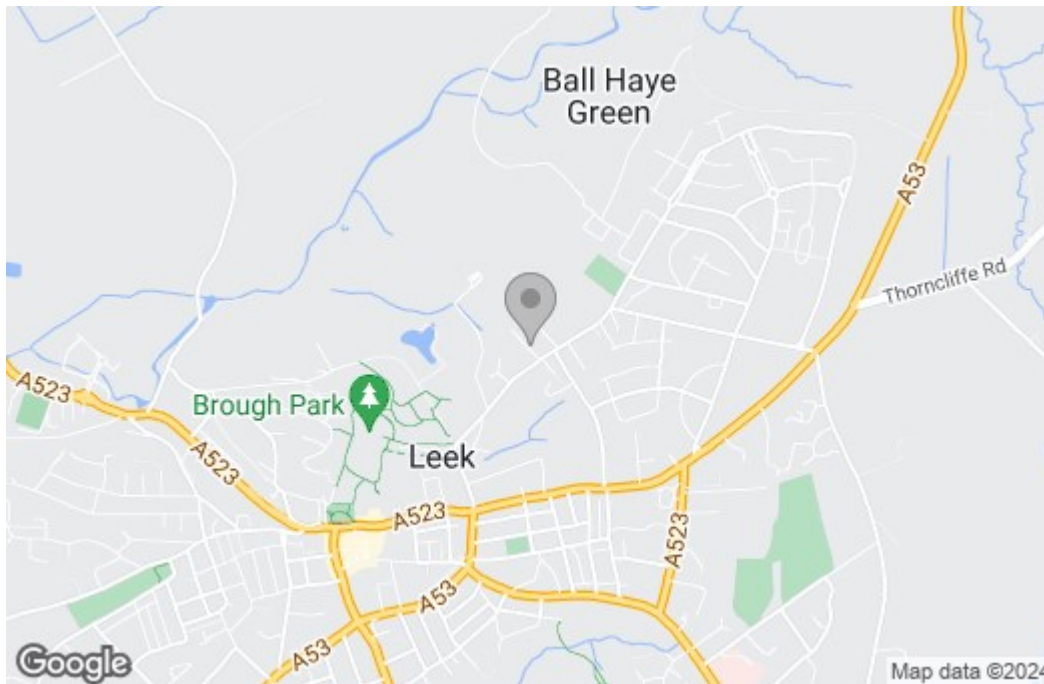 Ball Haye
Green
A53
Thorncliffe Rd
A523
Brough Park
Leek
A523
A523
A523
A53
A53
Google
Map data ©2024